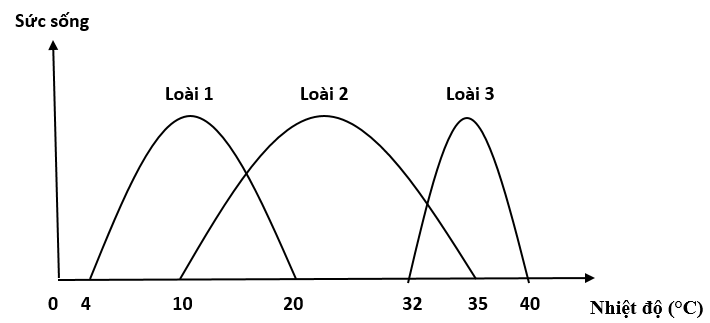 Sức sống
Loài 1 Loài 2 Loài 3
0 4 10 20 32 35 40 Nhiệt độ (°C)